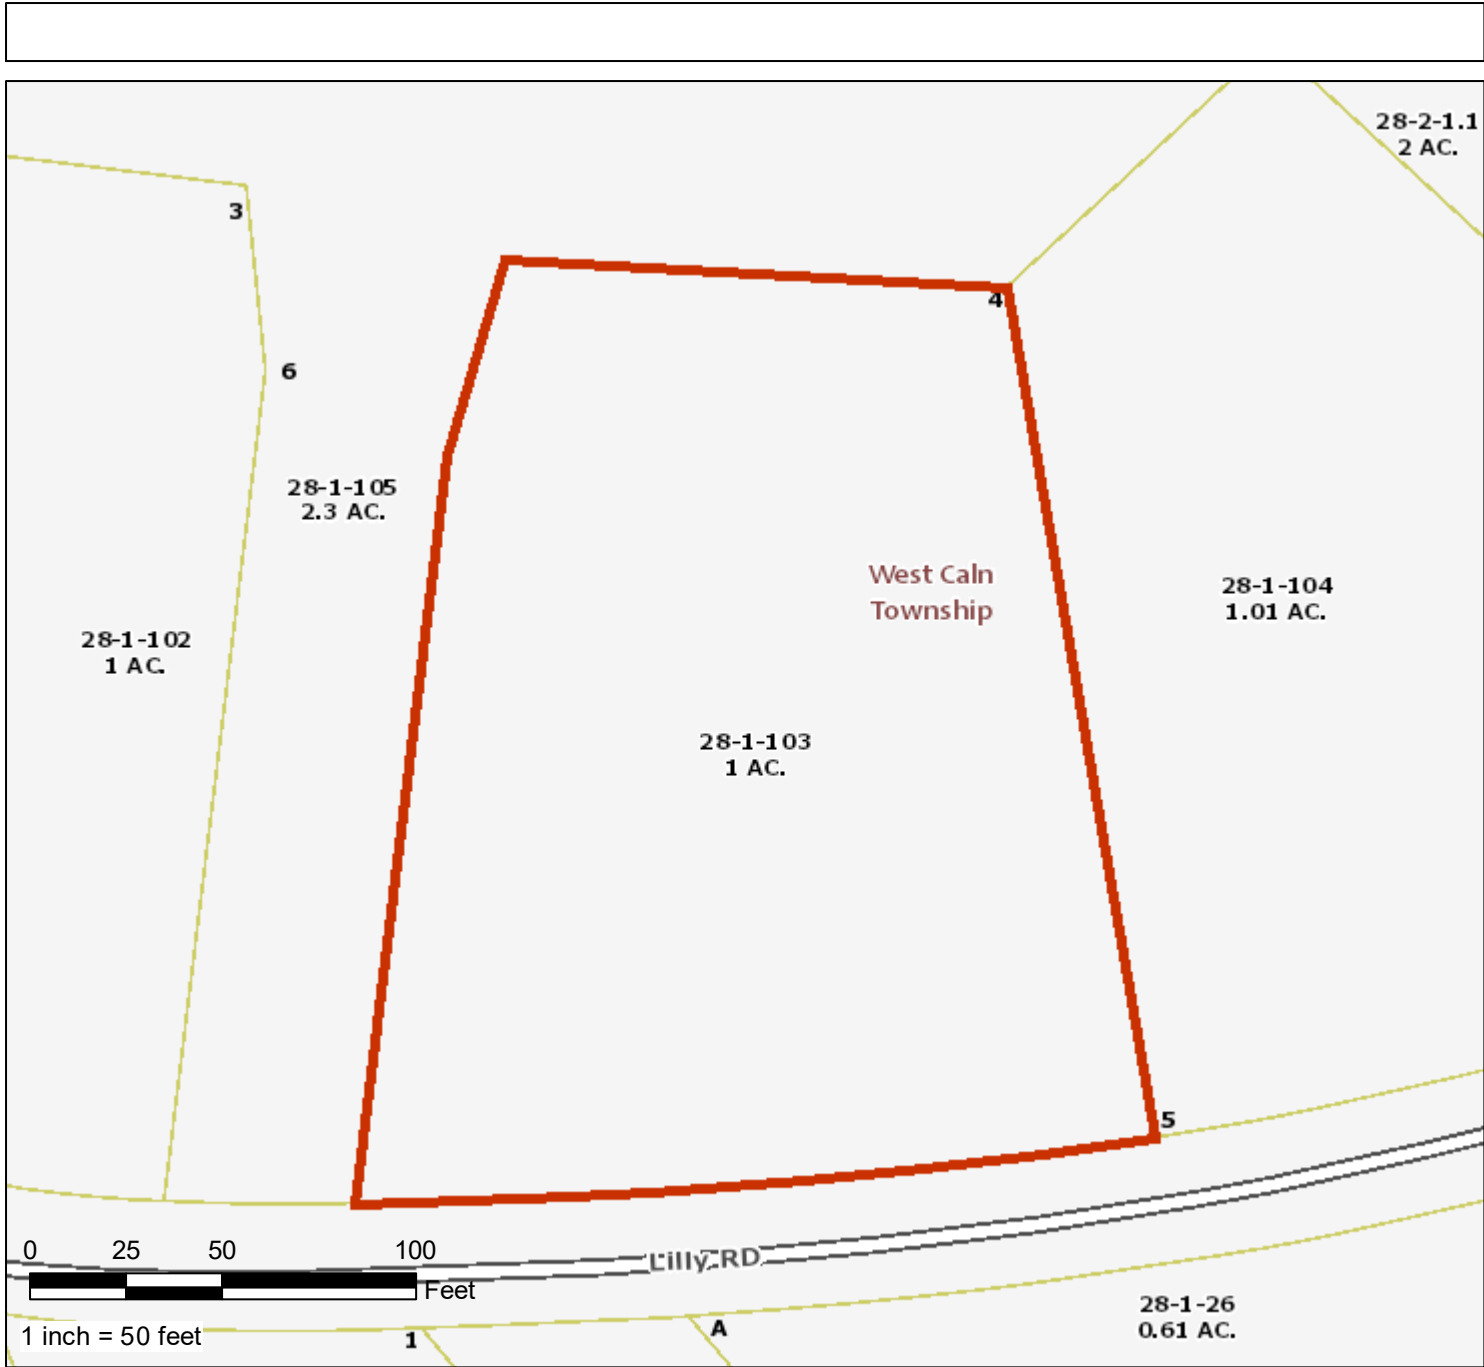 28-2-1.1
2 AC.
3
4
6
28-1-105
2.3 AC.
West Caln
Township
28-1-104
1.01 AC.
28-1-102
1 AC.
28-1-103
1 AC.
5
0 25 50 100
Feet
Lilly RD
28-1-26
0.61 AC.
1 inch = 50 feet
1
A